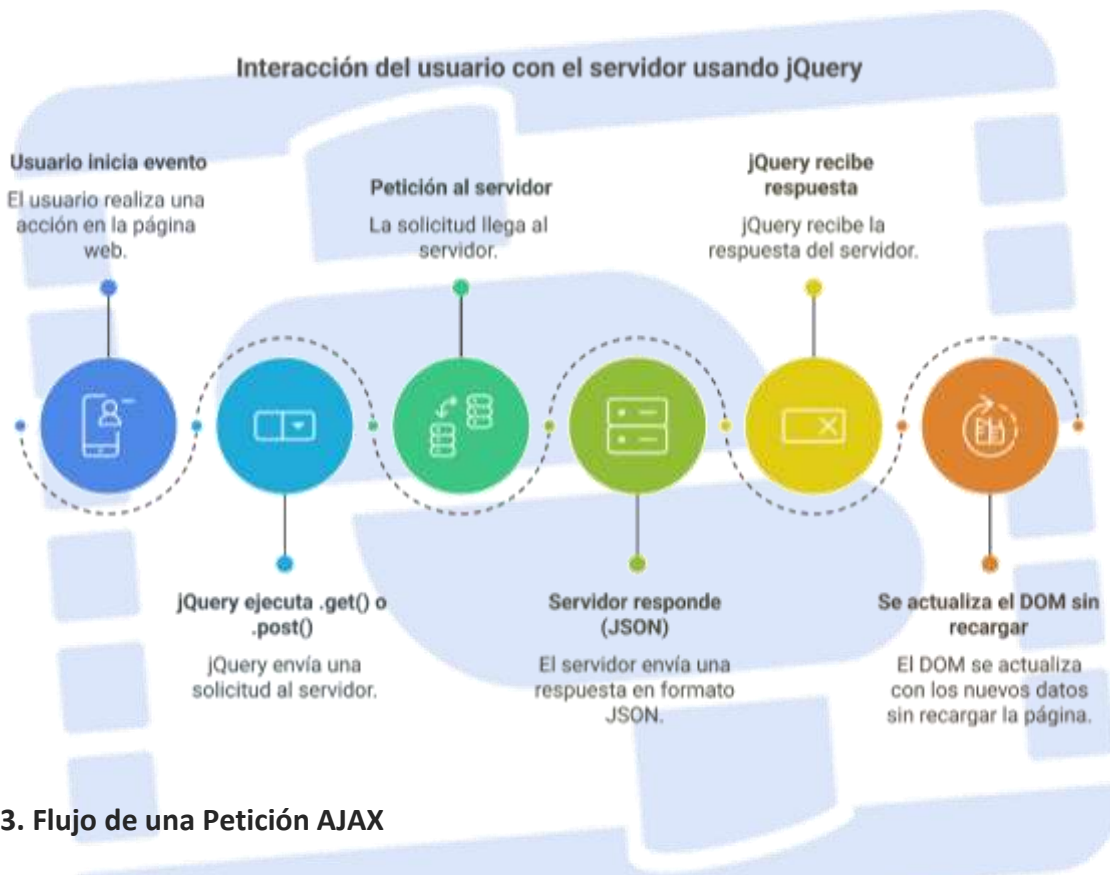 Interacción del usuario con el servidor usando jQuery
Usuario inicia evento
El usuario realiza una
acción en la página
web.
jQuery ejecuta .get() o
.post()
jQuery envía una
solicitud al servidor.
Petición al servidor
La solicitud llega al
servidor.
Servidor responde
(JSON)
El servidor envía una
respuesta en formato
JSON.
jQuery recibe
respuesta
jQuery recibe la
respuesta del servidor.
Se actualiza el DOM sin
recargar
El DOM se actualiza
con los nuevos datos
sin recargar la página.
3. Flujo de una Petición AJAX